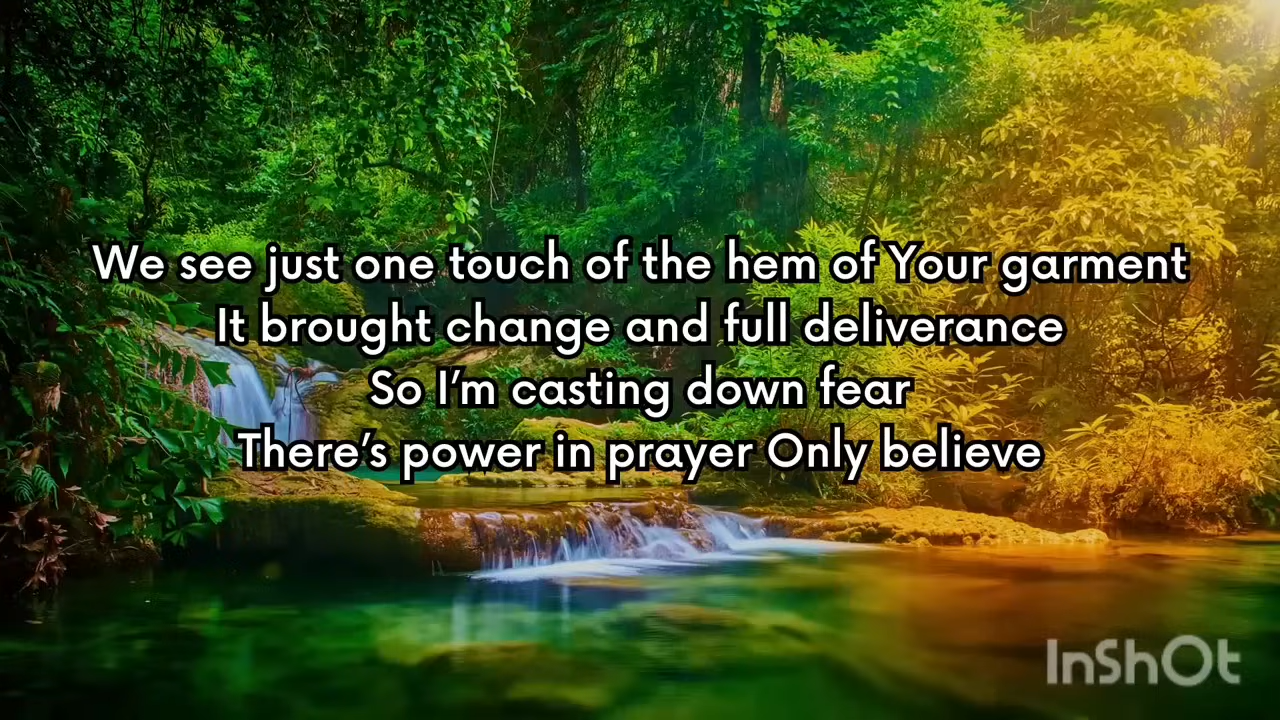 We see just one touch of the hem of Your garment
It brought change and full deliverance
So I’m casting down fear
There’s power in prayer Only believe
InShOt